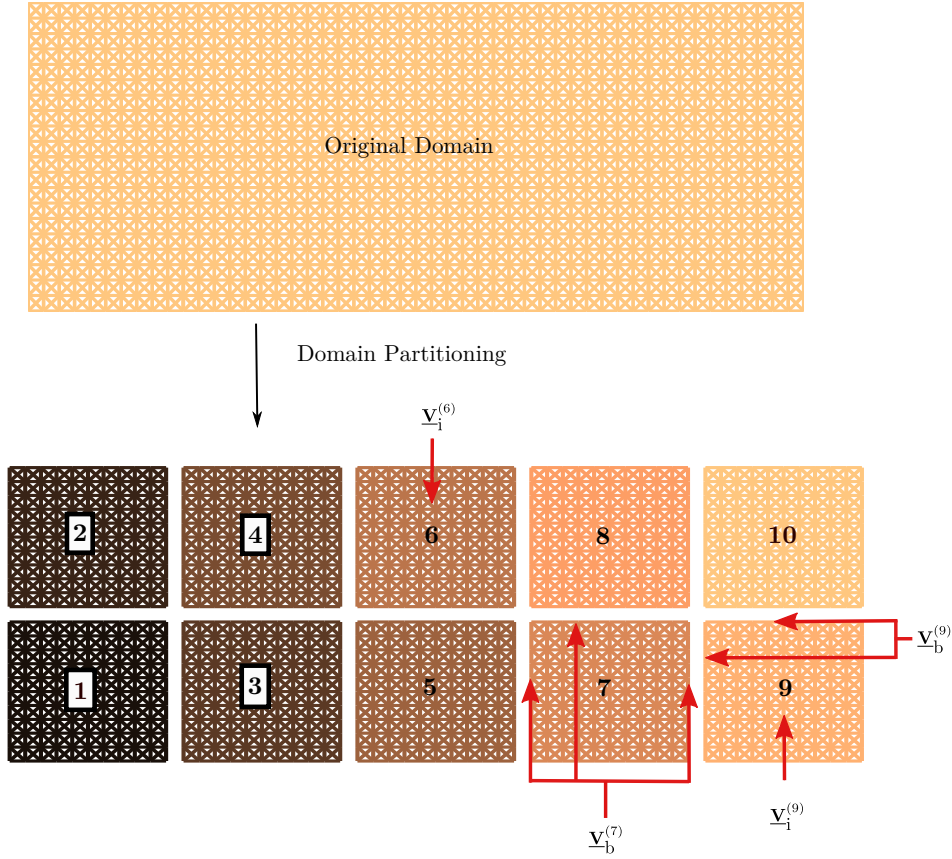 Original Domain
Domain Partitioning
v_i^(6)
2 4 6 8 10
1 3 5 7 9
v_b^(9)
v_i^(9)
v_b^(7)